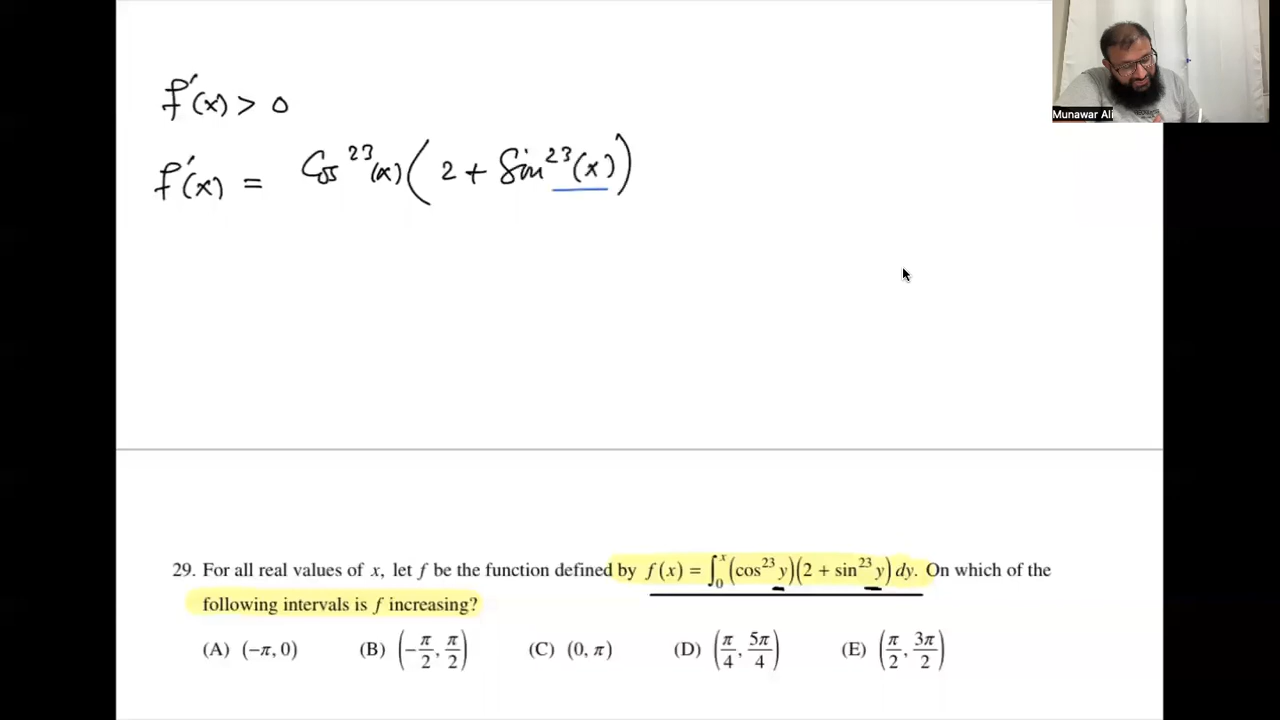 Munawar Ali
f'(x) > 0
f'(x) = Cos²³(x) ( 2 + Sin²³(x) )
29. For all real values of x, let f be the function defined by f(x) = ∫₀ˣ (cos²³ y)(2 + sin²³ y) dy. On which of the
following intervals is f increasing?
(A) (−π, 0) (B) (−π/2, π/2) (C) (0, π) (D) (π/4, 5π/4) (E) (π/2, 3π/2)